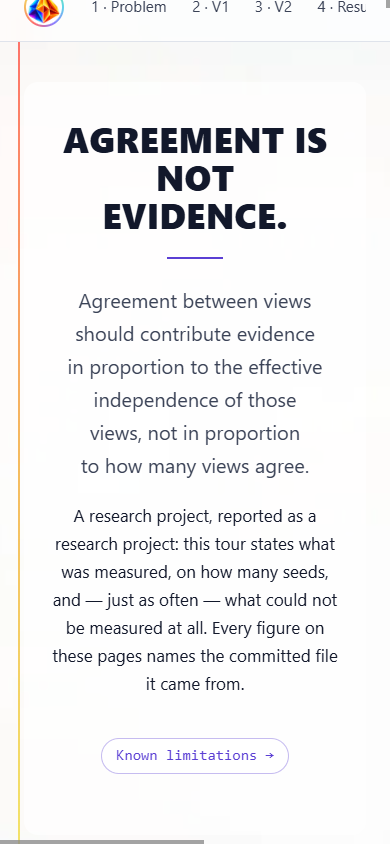 1 · Problem 2 · V1 3 · V2 4 · Resu
AGREEMENT IS
NOT
EVIDENCE.
Agreement between views
should contribute evidence
in proportion to the effective
independence of those
views, not in proportion
to how many views agree.
A research project, reported as a
research project: this tour states what
was measured, on how many seeds,
and — just as often — what could not
be measured at all. Every figure on
these pages names the committed file
it came from.
Known limitations →